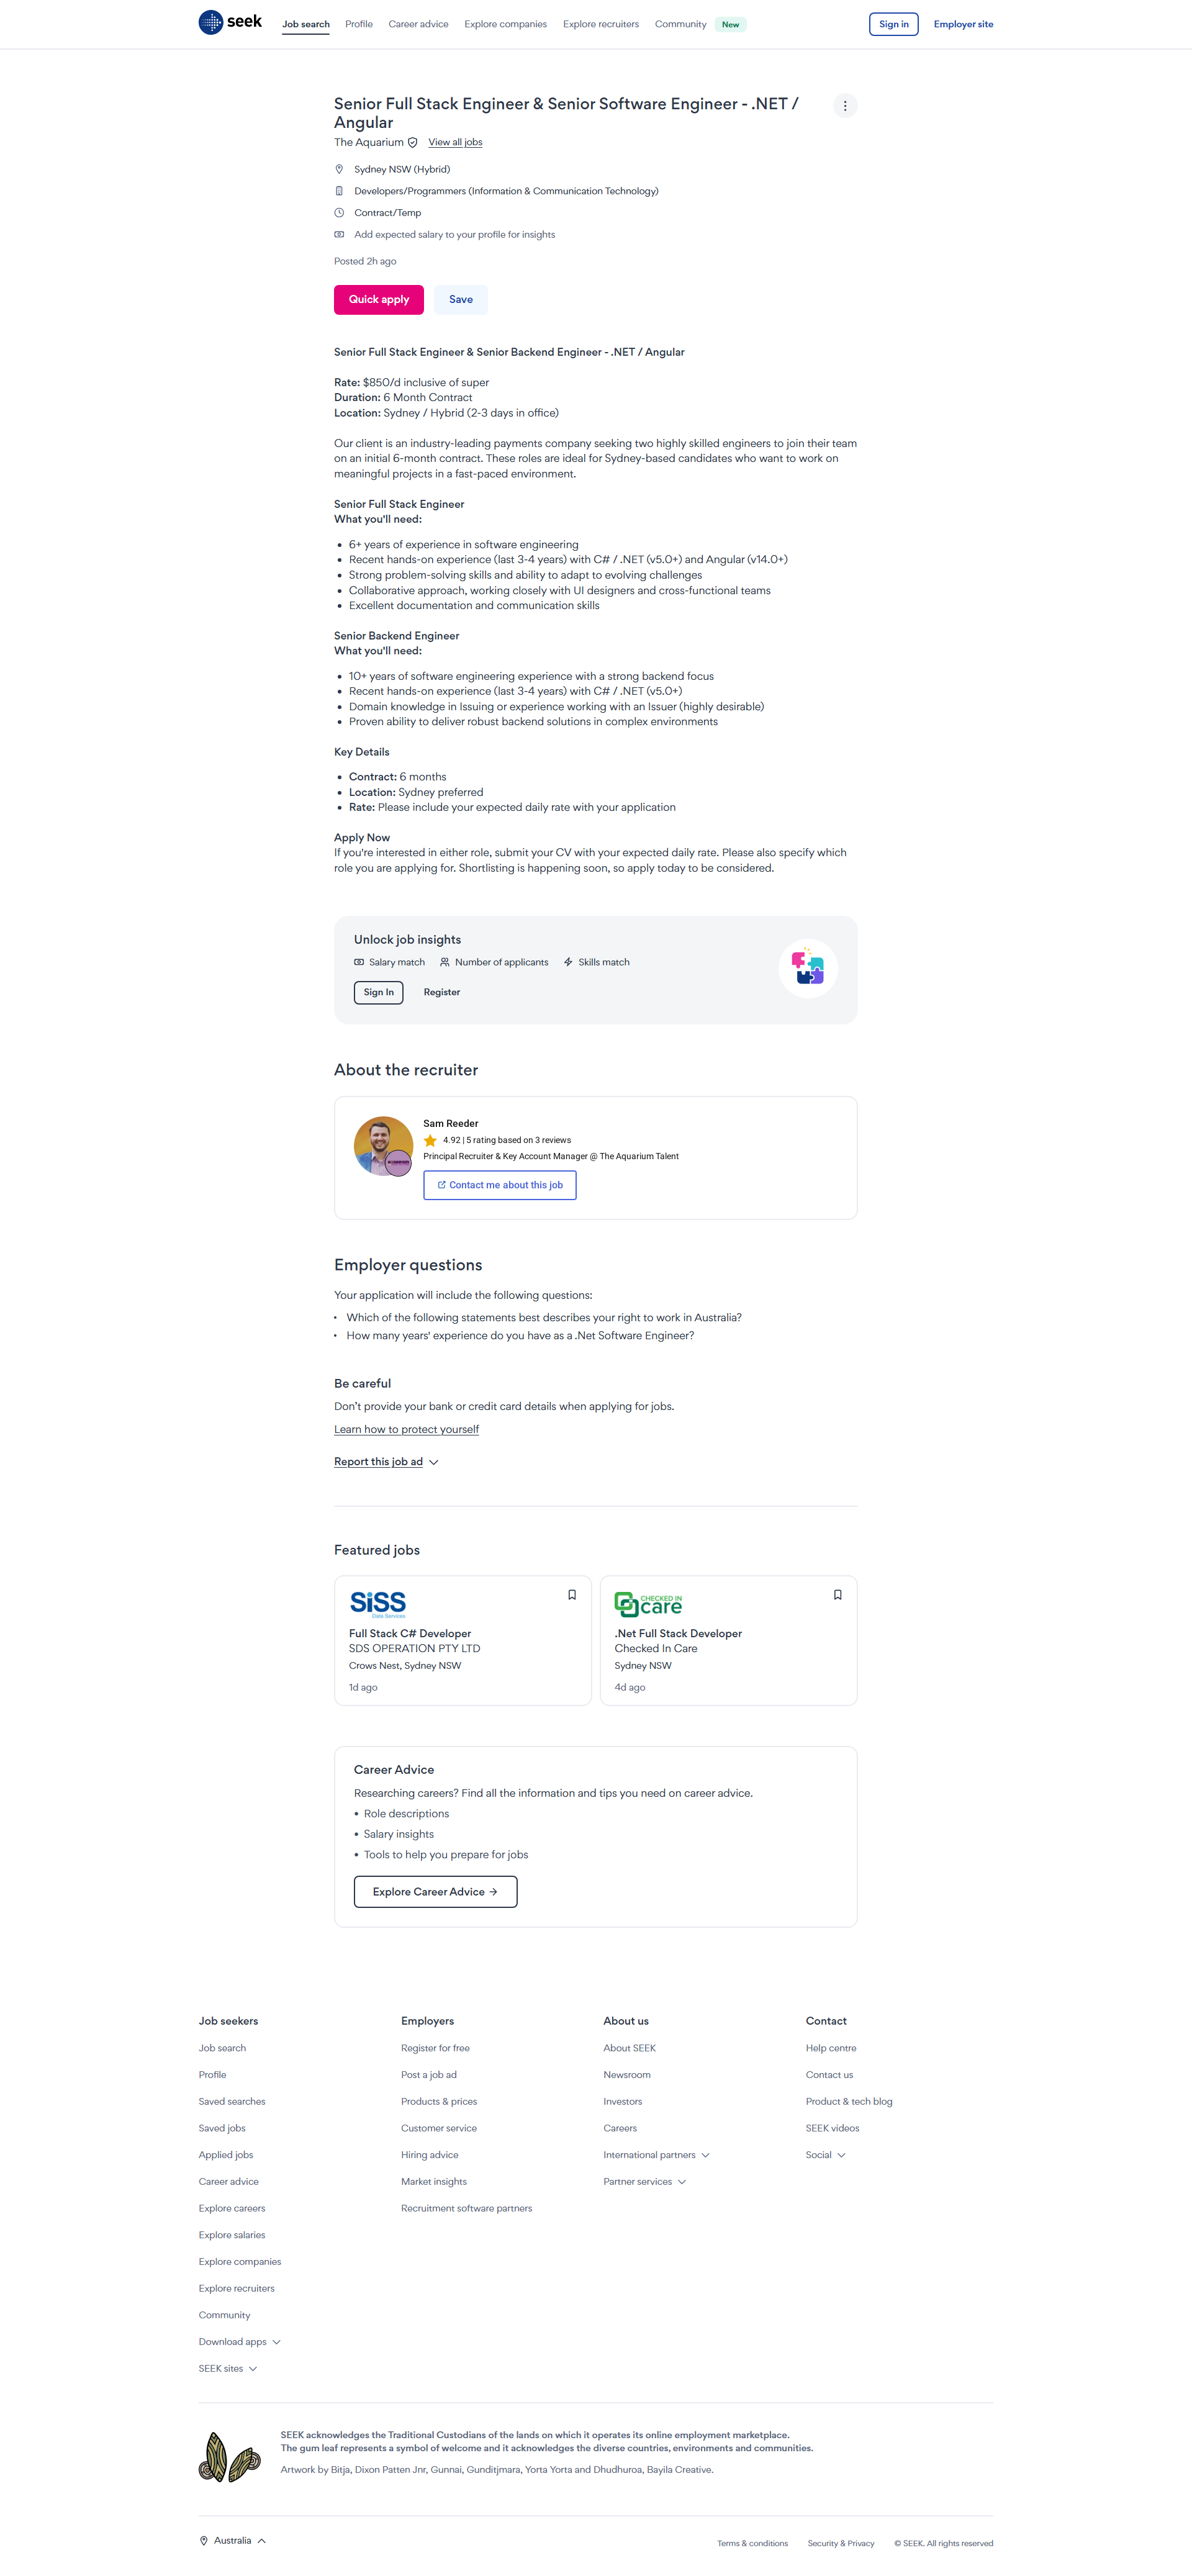 seek
Job search
Profile
Career advice
Explore companies
Explore recruiters
Community
New
Sign in
Employer site
Senior Full Stack Engineer & Senior Software Engineer - .NET /
Angular
The Aquarium
View all jobs
Sydney NSW (Hybrid)
Developers/Programmers (Information & Communication Technology)
Contract/Temp
Add expected salary to your profile for insights
Posted 2h ago
Quick apply
Save
Senior Full Stack Engineer & Senior Backend Engineer - .NET / Angular
Rate: $850/d inclusive of super
Duration: 6 Month Contract
Location: Sydney / Hybrid (2-3 days in office)
Our client is an industry-leading payments company seeking two highly skilled engineers to join their team
on an initial 6-month contract. These roles are ideal for Sydney-based candidates who want to work on
meaningful projects in a fast-paced environment.
Senior Full Stack Engineer
What you'll need:
• 6+ years of experience in software engineering
• Recent hands-on experience (last 3-4 years) with C# / .NET (v5.0+) and Angular (v14.0+)
• Strong problem-solving skills and ability to adapt to evolving challenges
• Collaborative approach, working closely with UI designers and cross-functional teams
• Excellent documentation and communication skills
Senior Backend Engineer
What you'll need:
• 10+ years of software engineering experience with a strong backend focus
• Recent hands-on experience (last 3-4 years) with C# / .NET (v5.0+)
• Domain knowledge in Issuing or experience working with an Issuer (highly desirable)
• Proven ability to deliver robust backend solutions in complex environments
Key Details
• Contract: 6 months
• Location: Sydney preferred
• Rate: Please include your expected daily rate with your application
Apply Now
If you're interested in either role, submit your CV with your expected daily rate. Please also specify which
role you are applying for. Shortlisting is happening soon, so apply today to be considered.
Unlock job insights
Salary match
Number of applicants
Skills match
Sign In
Register
About the recruiter
Sam Reeder
4.92 | 5 rating based on 3 reviews
Principal Recruiter & Key Account Manager @ The Aquarium Talent
Contact me about this job
Employer questions
Your application will include the following questions:
• Which of the following statements best describes your right to work in Australia?
• How many years' experience do you have as a .Net Software Engineer?
Be careful
Don't provide your bank or credit card details when applying for jobs.
Learn how to protect yourself
Report this job ad
Featured jobs
SiSS
Data Services
Full Stack C# Developer
SDS OPERATION PTY LTD
Crows Nest, Sydney NSW
1d ago
CHECKED IN
care
.Net Full Stack Developer
Checked In Care
Sydney NSW
4d ago
Career Advice
Researching careers? Find all the information and tips you need on career advice.
• Role descriptions
• Salary insights
• Tools to help you prepare for jobs
Explore Career Advice →
Job seekers
Job search
Profile
Saved searches
Saved jobs
Applied jobs
Career advice
Explore careers
Explore salaries
Explore companies
Explore recruiters
Community
Download apps
SEEK sites
Employers
Register for free
Post a job ad
Products & prices
Customer service
Hiring advice
Market insights
Recruitment software partners
About us
About SEEK
Newsroom
Investors
Careers
International partners
Partner services
Contact
Help centre
Contact us
Product & tech blog
SEEK videos
Social
SEEK acknowledges the Traditional Custodians of the lands on which it operates its online employment marketplace.
The gum leaf represents a symbol of welcome and it acknowledges the diverse countries, environments and communities.
Artwork by Bitja, Dixon Patten Jnr, Gunnai, Gunditjmara, Yorta Yorta and Dhudhuroa, Bayila Creative.
Australia
Terms & conditions
Security & Privacy
© SEEK. All rights reserved